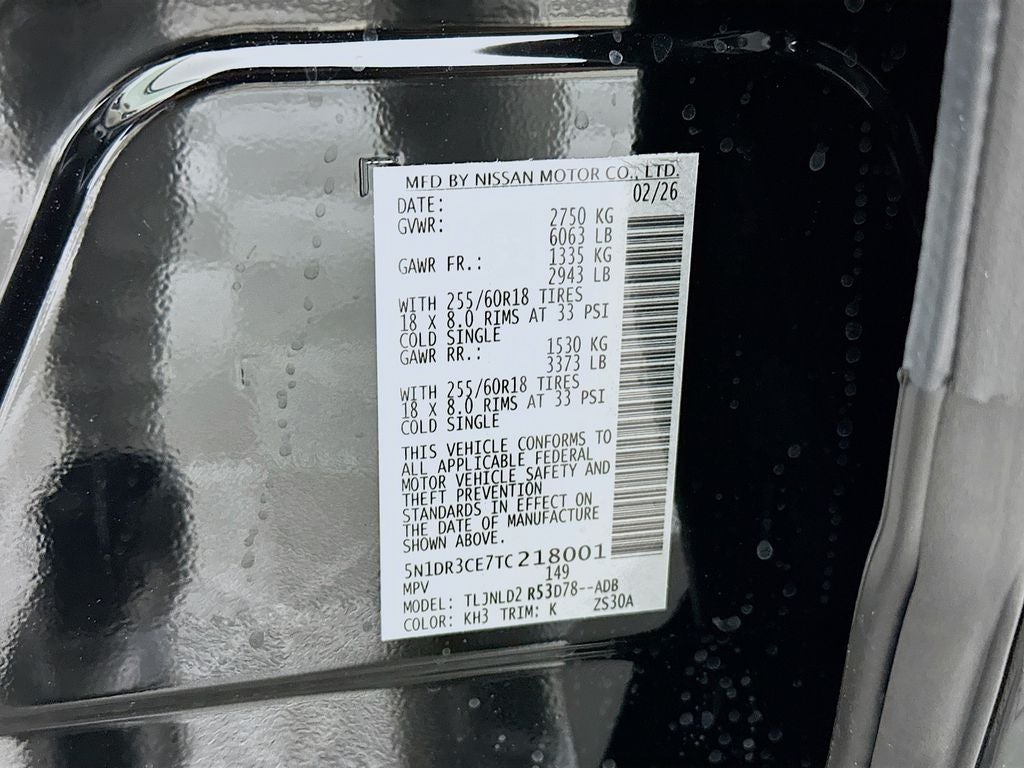 MFD BY NISSAN MOTOR CO., LTD.
DATE: 02/26
GVWR: 2750 KG
6063 LB
GAWR FR.: 1335 KG
2943 LB
WITH 255/60R18 TIRES
18 X 8.0 RIMS AT 33 PSI
COLD SINGLE
GAWR RR.: 1530 KG
3373 LB
WITH 255/60R18 TIRES
18 X 8.0 RIMS AT 33 PSI
COLD SINGLE
THIS VEHICLE CONFORMS TO
ALL APPLICABLE FEDERAL
MOTOR VEHICLE SAFETY AND
THEFT PREVENTION
STANDARDS IN EFFECT ON
THE DATE OF MANUFACTURE
SHOWN ABOVE.
5N1DR3CE7TC218001
MPV 149
MODEL: TLJNLD2 R53D78--ADB
COLOR: KH3 TRIM: K ZS30A